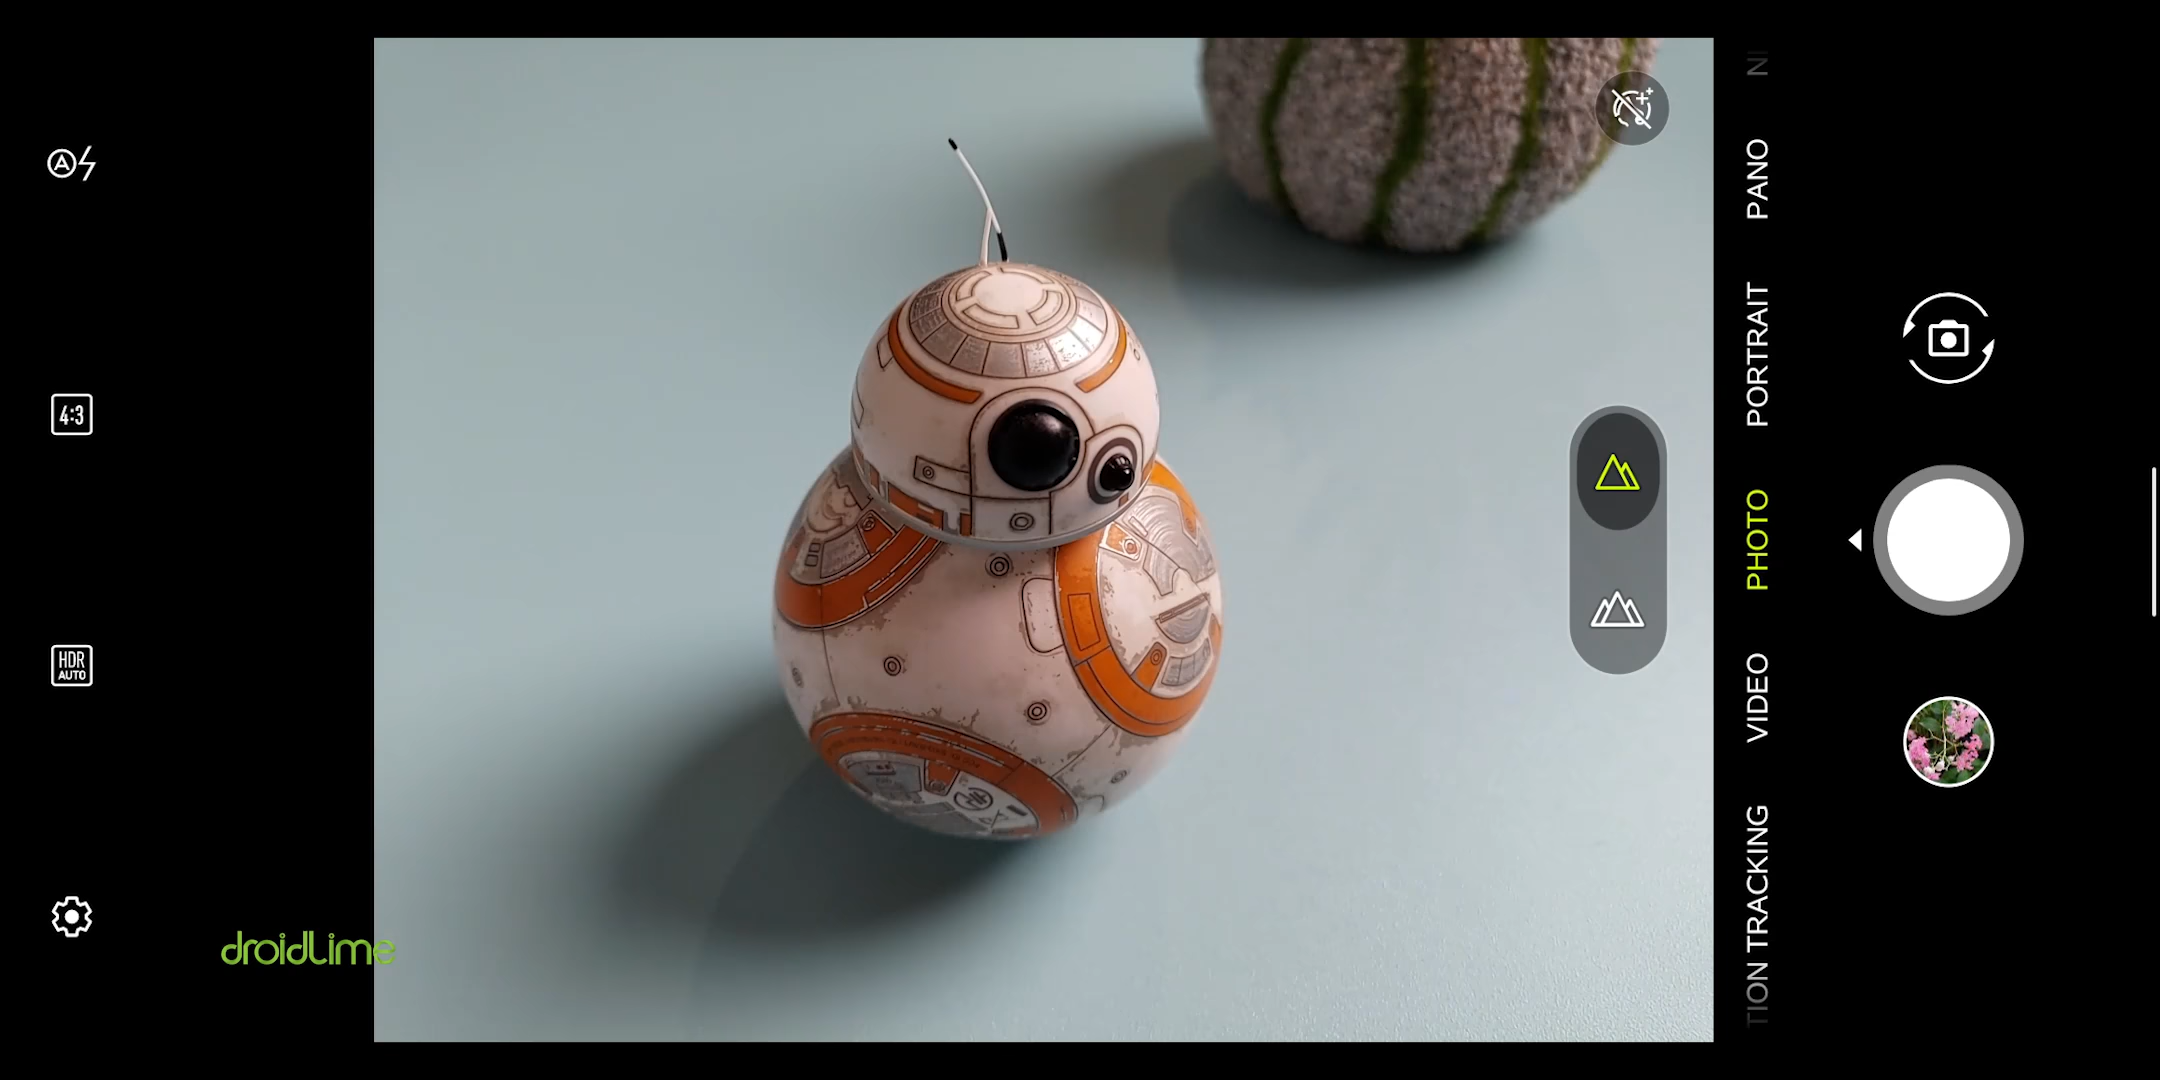 A
4:3
HDR
AUTO
droidLime
PANO
PORTRAIT
PHOTO
VIDEO
TION TRACKING